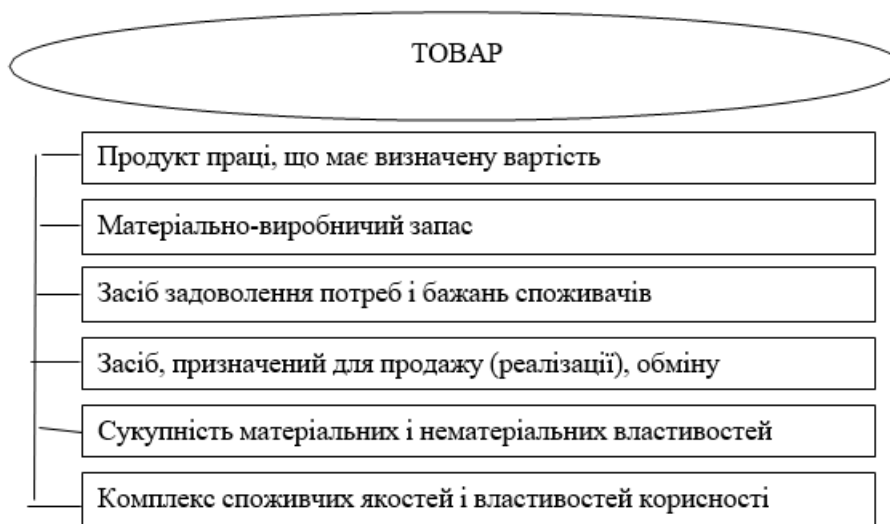 ТОВАР
Продукт праці, що має визначену вартість
Матеріально-виробничий запас
Засіб задоволення потреб і бажань споживачів
Засіб, призначений для продажу (реалізації), обміну
Сукупність матеріальних і нематеріальних властивостей
Комплекс споживчих якостей і властивостей корисності